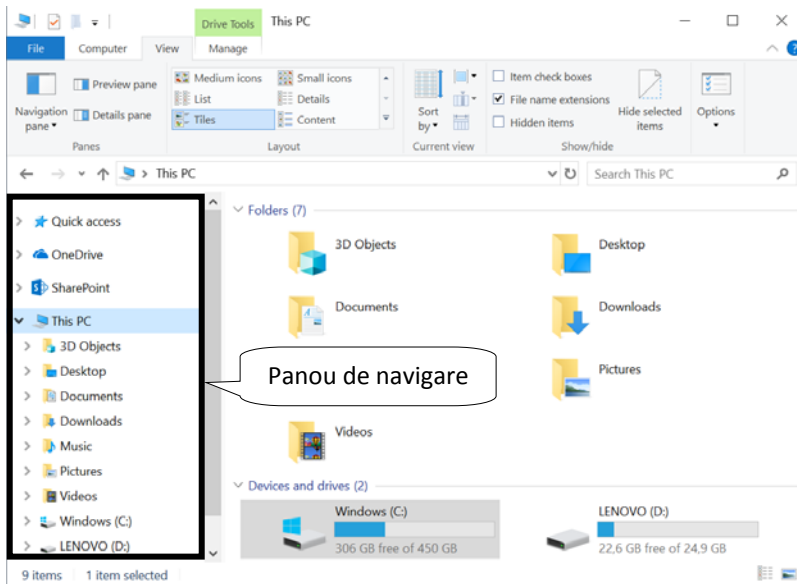 Drive Tools This PC
File Computer View Manage
Preview pane
Details pane
Navigation pane
Panes
Medium icons Small icons
List Details
Tiles Content
Layout
Sort by
Current view
Item check boxes
File name extensions
Hidden items
Hide selected items
Show/hide
Options
This PC
Search This PC
Quick access
OneDrive
SharePoint
This PC
3D Objects
Desktop
Documents
Downloads
Music
Pictures
Videos
Windows (C:)
LENOVO (D:)
Panou de navigare
Folders (7)
3D Objects Desktop
Documents Downloads
Pictures
Videos
Devices and drives (2)
Windows (C:) LENOVO (D:)
306 GB free of 450 GB 22,6 GB free of 24,9 GB
9 items 1 item selected